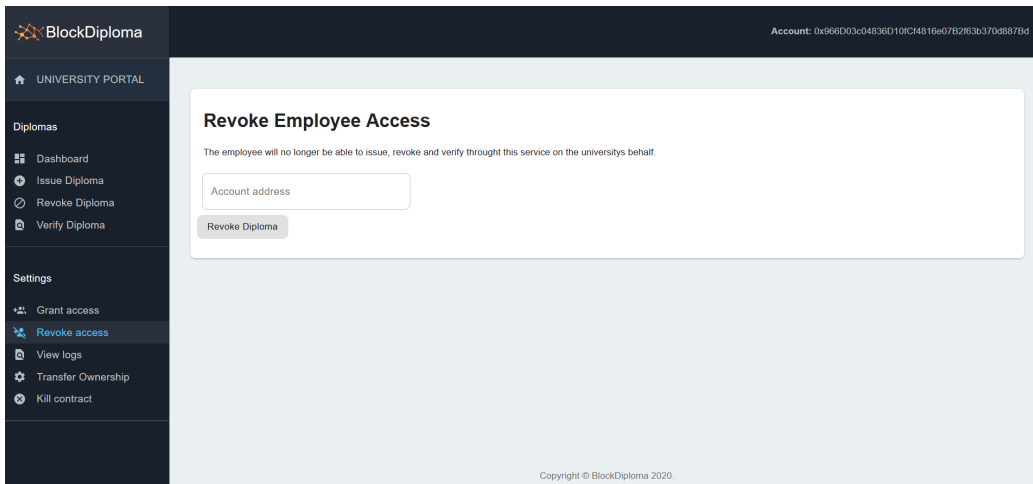 BlockDiploma
Account: 0x966D03c04836D10fCf4816e07B2f63b370d887Bd
UNIVERSITY PORTAL
Diplomas
Dashboard
Issue Diploma
Revoke Diploma
Verify Diploma
Settings
Grant access
Revoke access
View logs
Transfer Ownership
Kill contract
Revoke Employee Access
The employee will no longer be able to issue, revoke and verify throught this service on the universitys behalf.
Account address
Revoke Diploma
Copyright © BlockDiploma 2020.